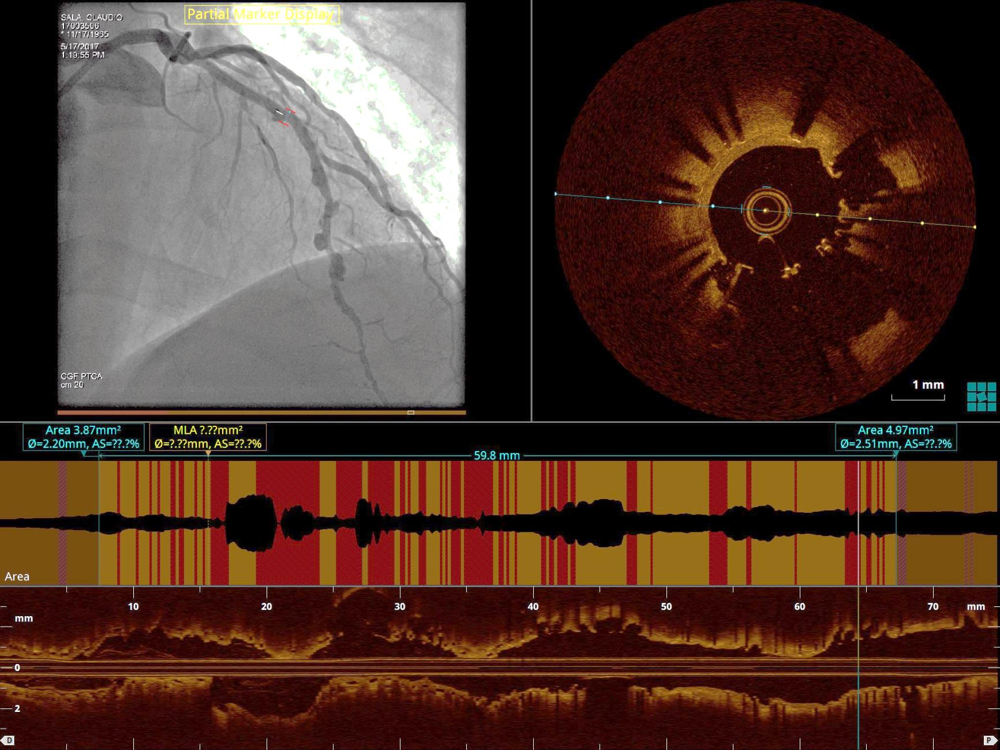 Partial Marker Display
SALA, CLAUDIO
17003506
* 11/17/1965
5/17/2017
1:19:55 PM
CGF PTCA
cm 20
1 mm
Area 3.87mm²
Ø=2.20mm, AS=??.?%
MLA ?.??mm²
Ø=?.??mm, AS=??.?%
59.8 mm
Area 4.97mm²
Ø=2.51mm, AS=??.?%
Area
10 20 30 40 50 60 70 mm
mm
0
2
D P